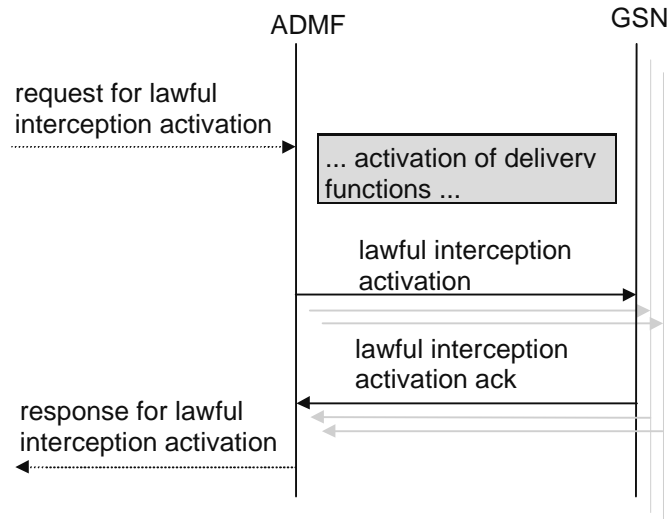 ADMF
GSN
request for lawful
interception activation
... activation of delivery
functions ...
lawful interception
activation
lawful interception
activation ack
response for lawful
interception activation